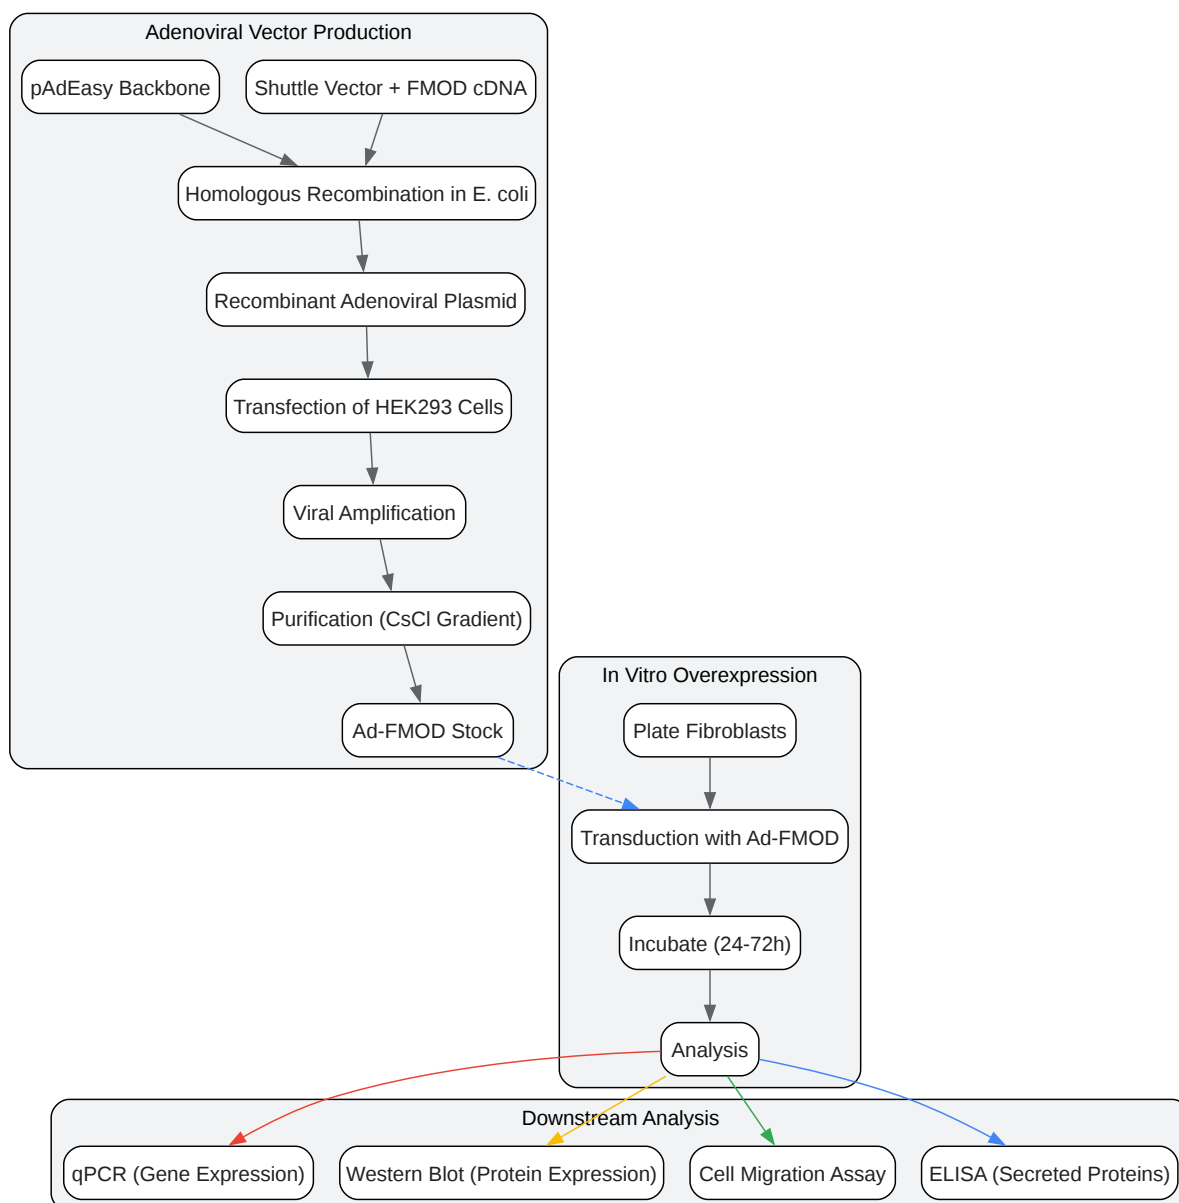 Adenoviral Vector Production
pAdEasy Backbone
Shuttle Vector + FMOD cDNA
Homologous Recombination in E. coli
Recombinant Adenoviral Plasmid
Transfection of HEK293 Cells
Viral Amplification
Purification (CsCl Gradient)
Ad-FMOD Stock
In Vitro Overexpression
Plate Fibroblasts
Transduction with Ad-FMOD
Incubate (24-72h)
Analysis
Downstream Analysis
qPCR (Gene Expression)
Western Blot (Protein Expression)
Cell Migration Assay
ELISA (Secreted Proteins)